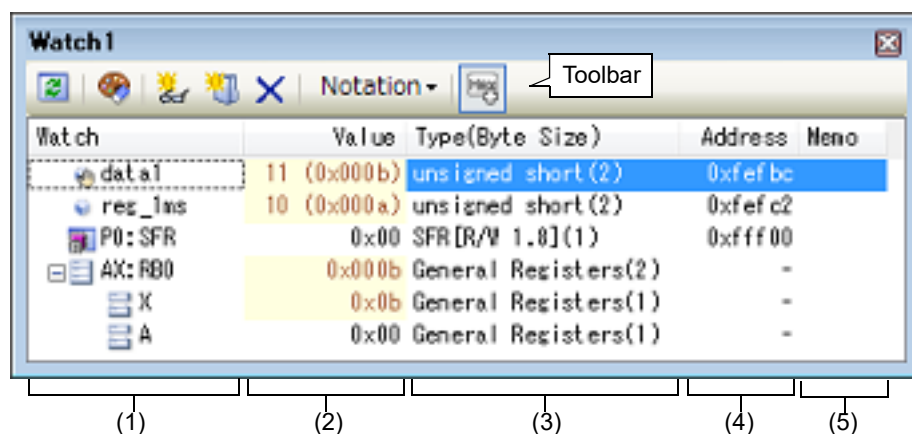 Watch1
Notation
Hex
Toolbar
Watch Value Type(Byte Size) Address Memo
data1 11 (0x000b) unsigned short(2) 0xfefbc
reg_1ms 10 (0x000a) unsigned short(2) 0xfefc2
P0:SFR 0x00 SFR[R/W 1.8](1) 0xfff00
AX:RB0 0x000b General Registers(2) -
X 0x0b General Registers(1) -
A 0x00 General Registers(1) -
(1) (2) (3) (4) (5)